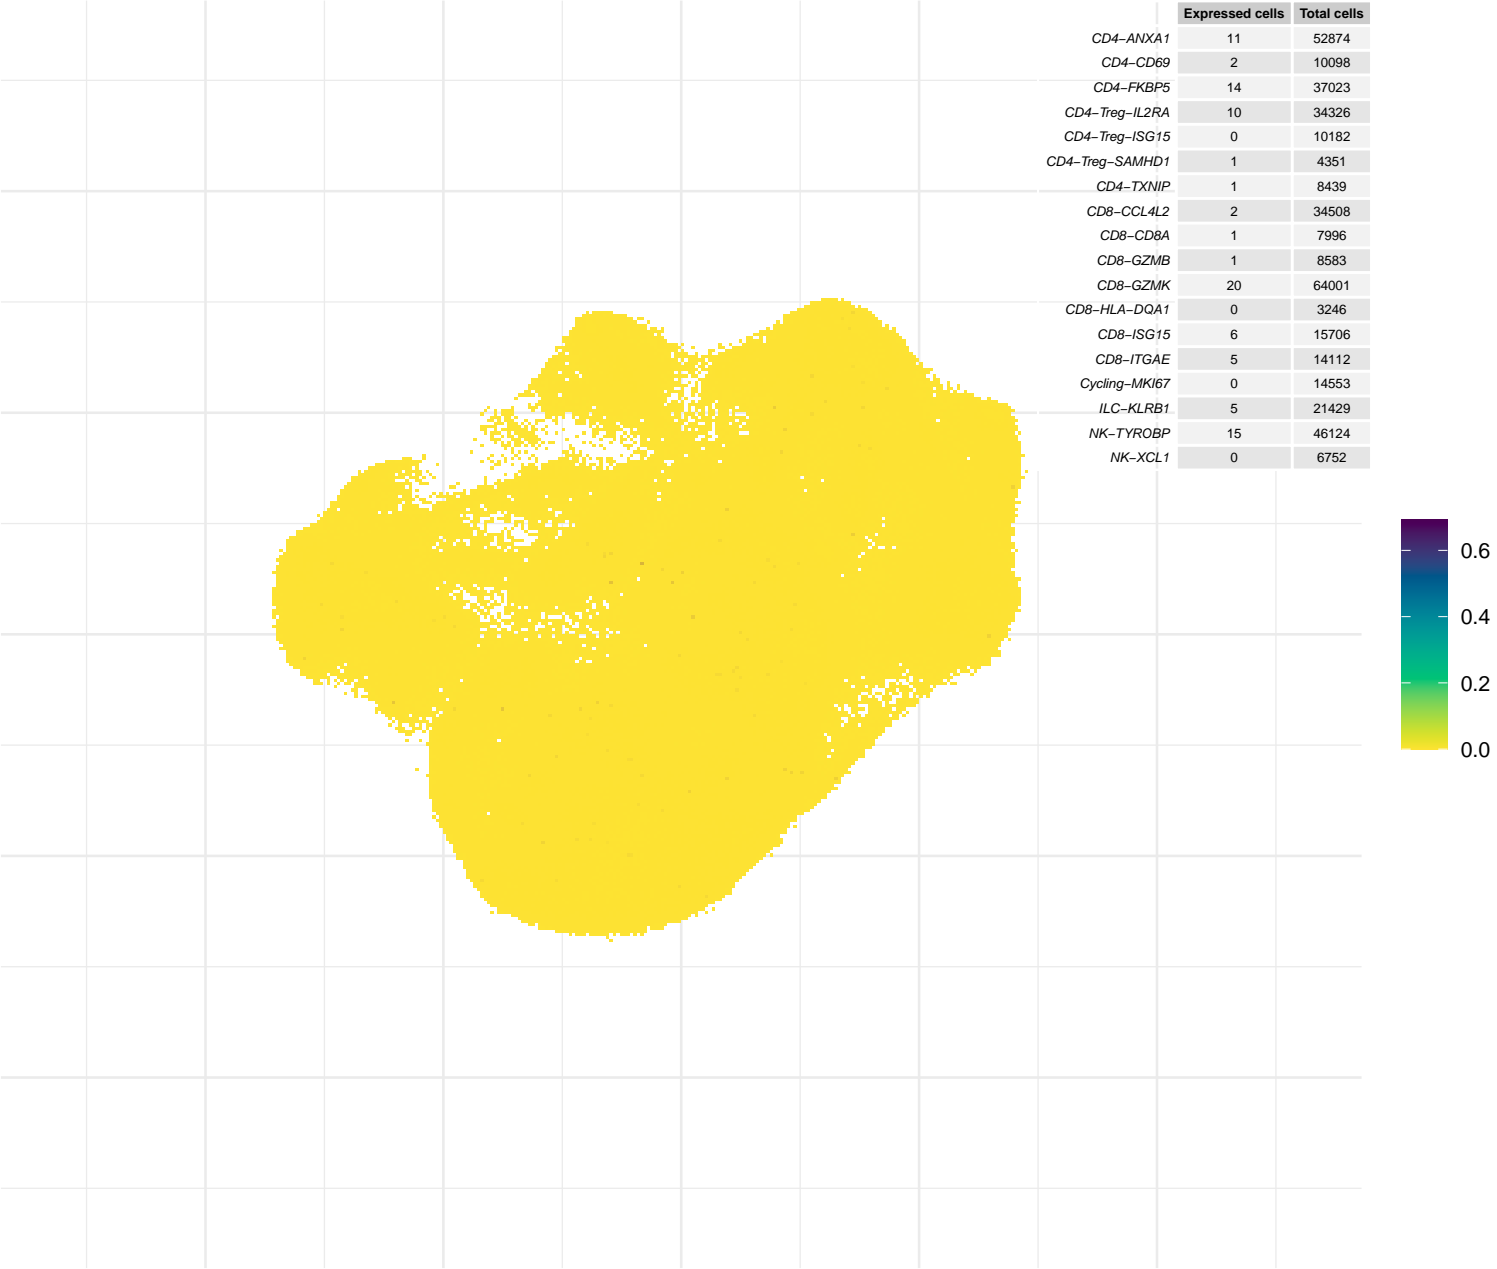 Expressed cells Total cells
CD4−ANXA1 11 52874
CD4−CD69 2 10098
CD4−FKBP5 14 37023
CD4−Treg−IL2RA 10 34326
CD4−Treg−ISG15 0 10182
CD4−Treg−SAMHD1 1 4351
CD4−TXNIP 1 8439
CD8−CCL4L2 2 34508
CD8−CD8A 1 7996
CD8−GZMB 1 8583
CD8−GZMK 20 64001
CD8−HLA−DQA1 0 3246
CD8−ISG15 6 15706
CD8−ITGAE 5 14112
Cycling−MKI67 0 14553
ILC−KLRB1 5 21429
NK−TYROBP 15 46124
NK−XCL1 0 6752
0.6
0.4
0.2
0.0